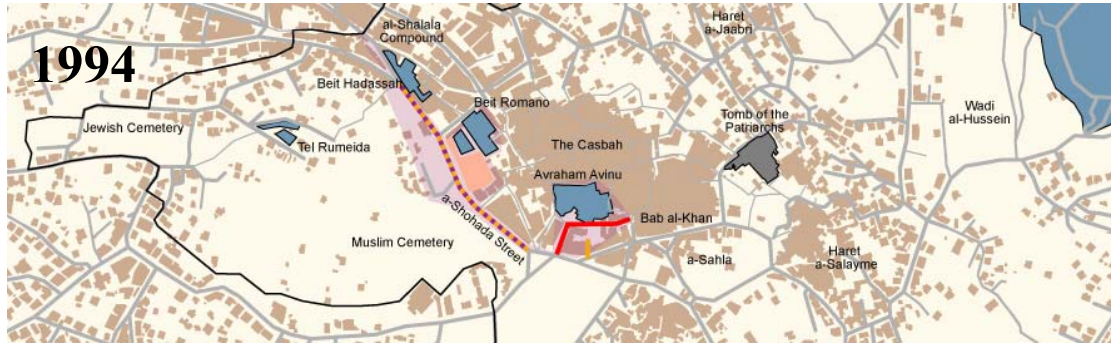 1994
al-Shalala
Compound
Haret
a-Jaabri
Beit Hadassah
Beit Romano
Tomb of the
Patriarchs
Wadi
al-Hussein
Jewish Cemetery
Tel Rumeida
The Casbah
Avraham Avinu
a-Shohada Street
Bab al-Khan
Muslim Cemetery
a-Sahla
Haret
a-Salayme